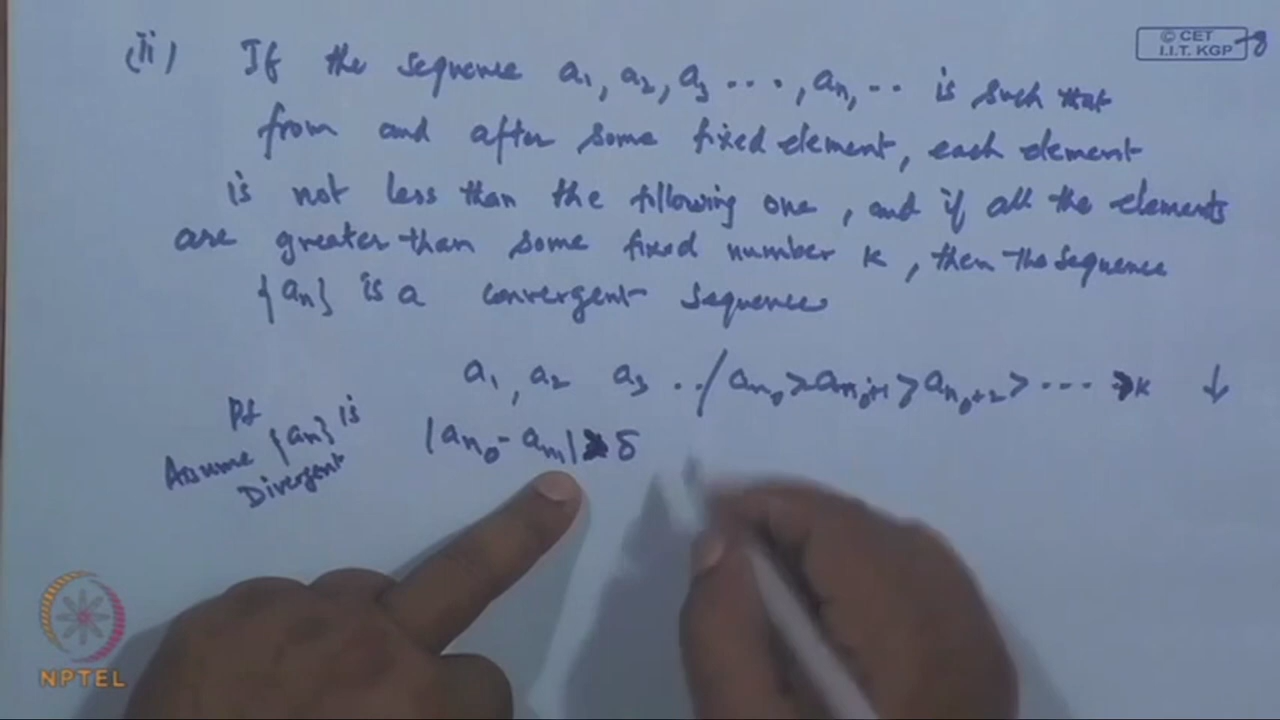 © CET
I.I.T. KGP
(ii) If the sequence a₁, a₂, a₃ ..., aₙ, .. is such that
from and after some fixed element, each element
is not less than the following one, and if all the elements
are greater than some fixed number K, then the sequence
{aₙ} is a convergent sequence
a₁, a₂ a₃ ../ aₙ₀ > aₙ₀₊₁ > aₙ₀₊₂ > ... > K ↓
Pf
Assume {aₙ} is
Divergent
|aₙ₀ - aₘ| > δ
NPTEL